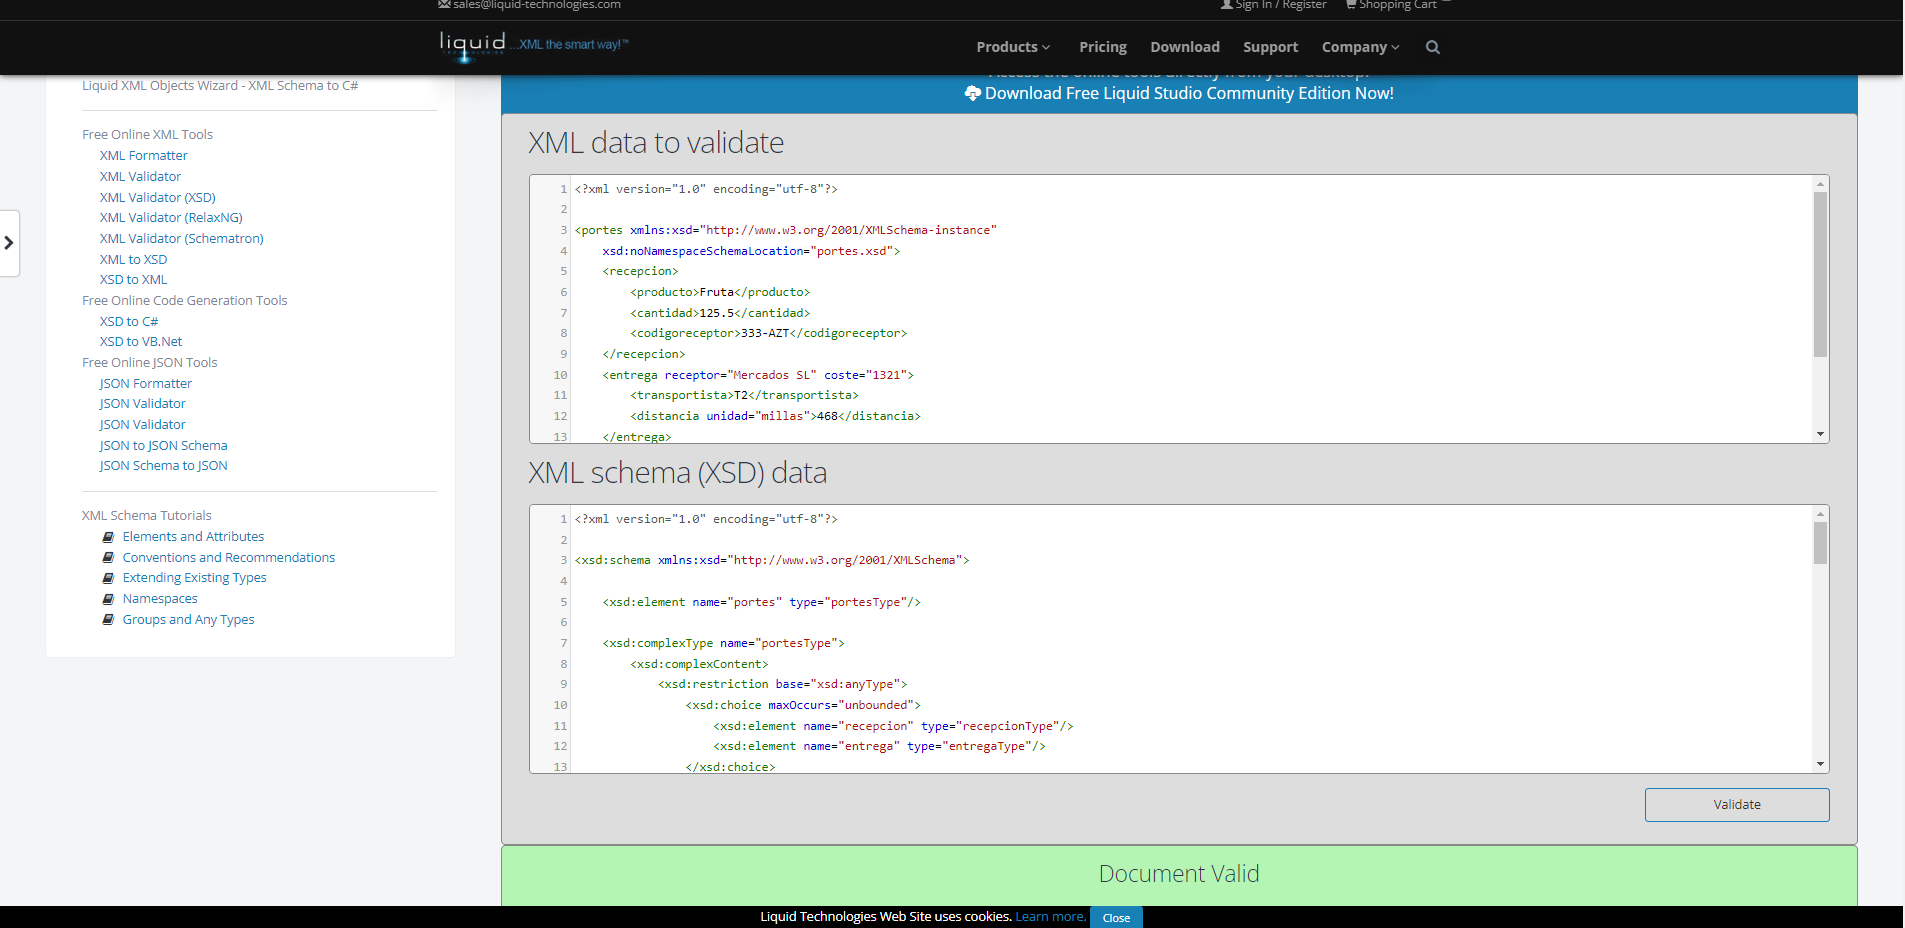 sales@liquid-technologies.com
Sign In / Register
Shopping Cart
liquid
TECHNOLOGIES
...XML the smart way!™
Products
Pricing
Download
Support
Company
Liquid XML Objects Wizard - XML Schema to C#
Free Online XML Tools
XML Formatter
XML Validator
XML Validator (XSD)
XML Validator (RelaxNG)
XML Validator (Schematron)
XML to XSD
XSD to XML
Free Online Code Generation Tools
XSD to C#
XSD to VB.Net
Free Online JSON Tools
JSON Formatter
JSON Validator
JSON Validator
JSON to JSON Schema
JSON Schema to JSON
XML Schema Tutorials
Elements and Attributes
Conventions and Recommendations
Extending Existing Types
Namespaces
Groups and Any Types
Access the online tools directly from your desktop!
Download Free Liquid Studio Community Edition Now!
XML data to validate
1 <?xml version="1.0" encoding="utf-8"?>
2
3 <portes xmlns:xsd="http://www.w3.org/2001/XMLSchema-instance"
4 xsd:noNamespaceSchemaLocation="portes.xsd">
5 <recepcion>
6 <producto>Fruta</producto>
7 <cantidad>125.5</cantidad>
8 <codigoreceptor>333-AZT</codigoreceptor>
9 </recepcion>
10 <entrega receptor="Mercados SL" coste="1321">
11 <transportista>T2</transportista>
12 <distancia unidad="millas">468</distancia>
13 </entrega>
XML schema (XSD) data
1 <?xml version="1.0" encoding="utf-8"?>
2
3 <xsd:schema xmlns:xsd="http://www.w3.org/2001/XMLSchema">
4
5 <xsd:element name="portes" type="portesType"/>
6
7 <xsd:complexType name="portesType">
8 <xsd:complexContent>
9 <xsd:restriction base="xsd:anyType">
10 <xsd:choice maxOccurs="unbounded">
11 <xsd:element name="recepcion" type="recepcionType"/>
12 <xsd:element name="entrega" type="entregaType"/>
13 </xsd:choice>
Validate
Document Valid
Liquid Technologies Web Site uses cookies. Learn more. Close